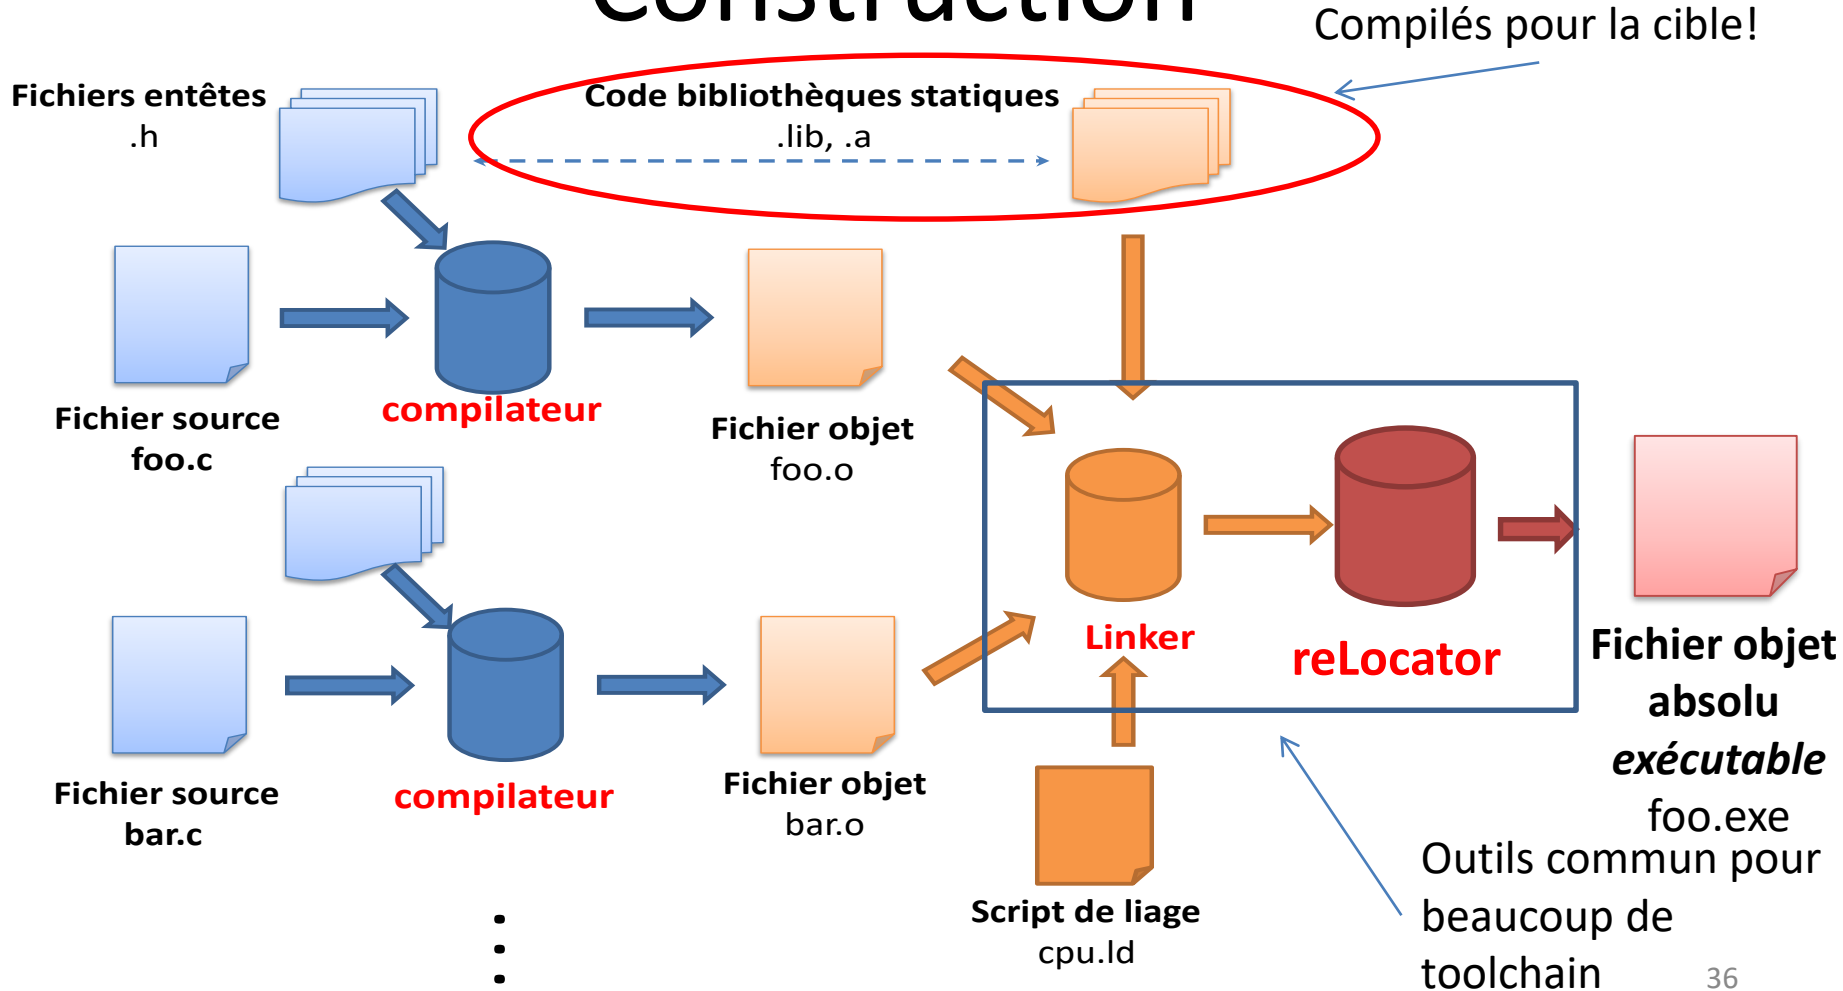 Construction
Compilés pour la cible!
Fichiers entêtes
.h
Code bibliothèques statiques
.lib, .a
Fichier source
foo.c
compilateur
Fichier objet
foo.o
Linker
reLocator
Fichier objet
absolu
exécutable
foo.exe
Fichier source
bar.c
compilateur
Fichier objet
bar.o
Script de liage
cpu.ld
Outils commun pour
beaucoup de
toolchain
36